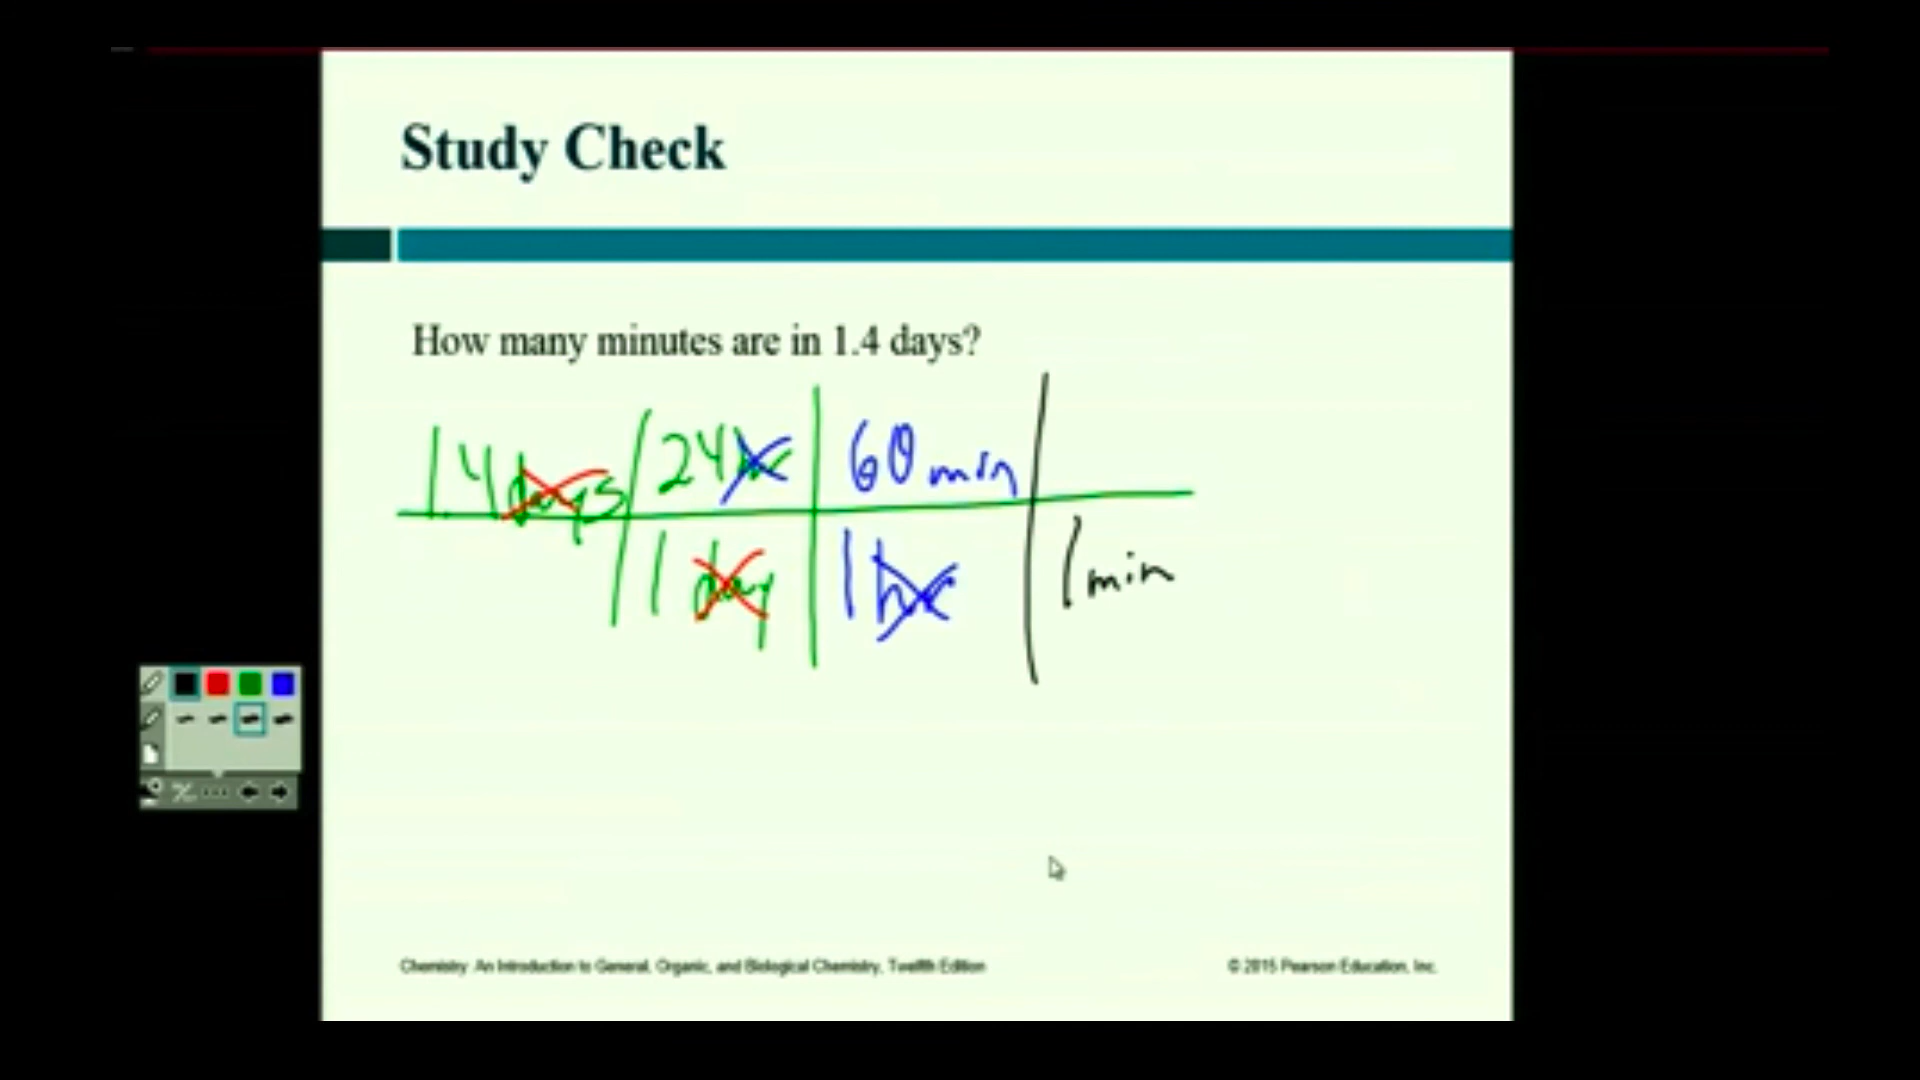 Study Check
How many minutes are in 1.4 days?
1.4 days 24 hr 60 min
1 day 1 hr 1 min
Chemistry: An Introduction to General, Organic, and Biological Chemistry, Twelfth Edition
© 2015 Pearson Education, Inc.